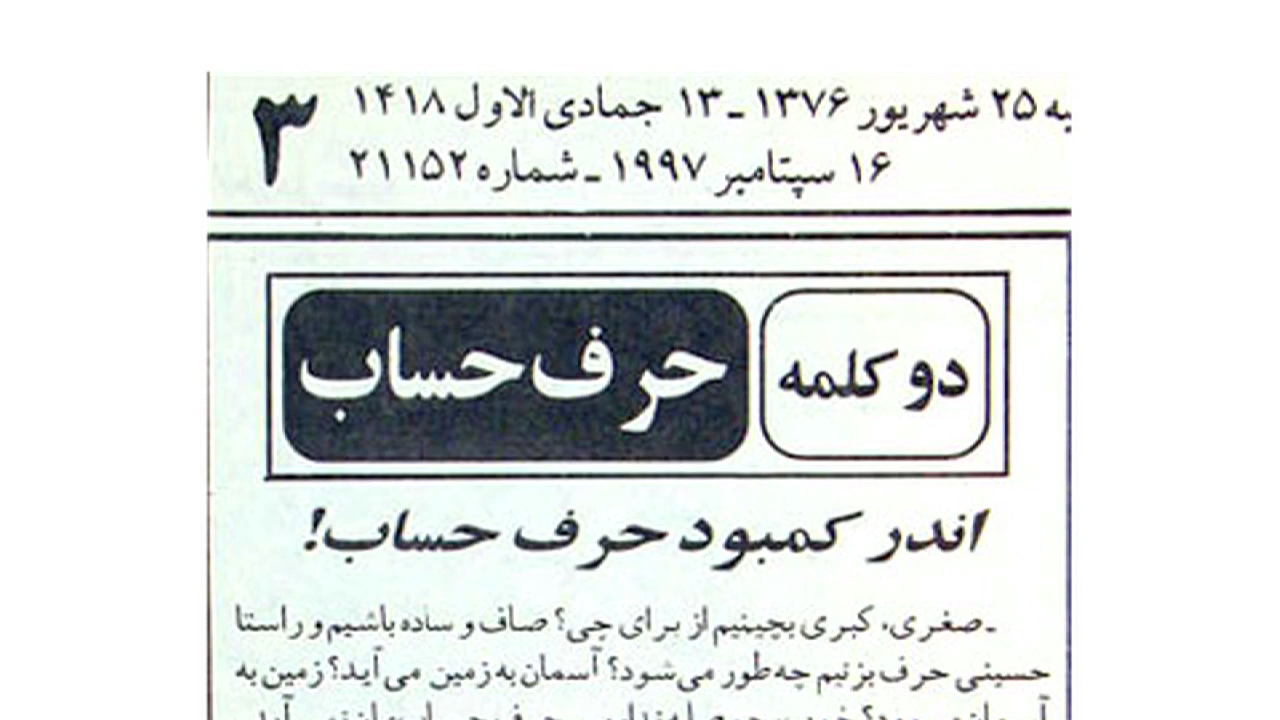 ۳
به ۲۵ شهریور ۱۳۷۶ ـ ۱۳ جمادی الاول ۱۴۱۸
۱۶ سپتامبر ۱۹۹۷ ـ شماره ۲۱۱۵۲
دو کلمه حرف حساب
اندر کمبود حرف حساب!
ـ صغری، کبری بچینیم از برای چی؟ صاف و ساده باشیم و راستا
حسینی حرف بزنیم چه طور می شود؟ آسمان به زمین می آید؟ زمین به